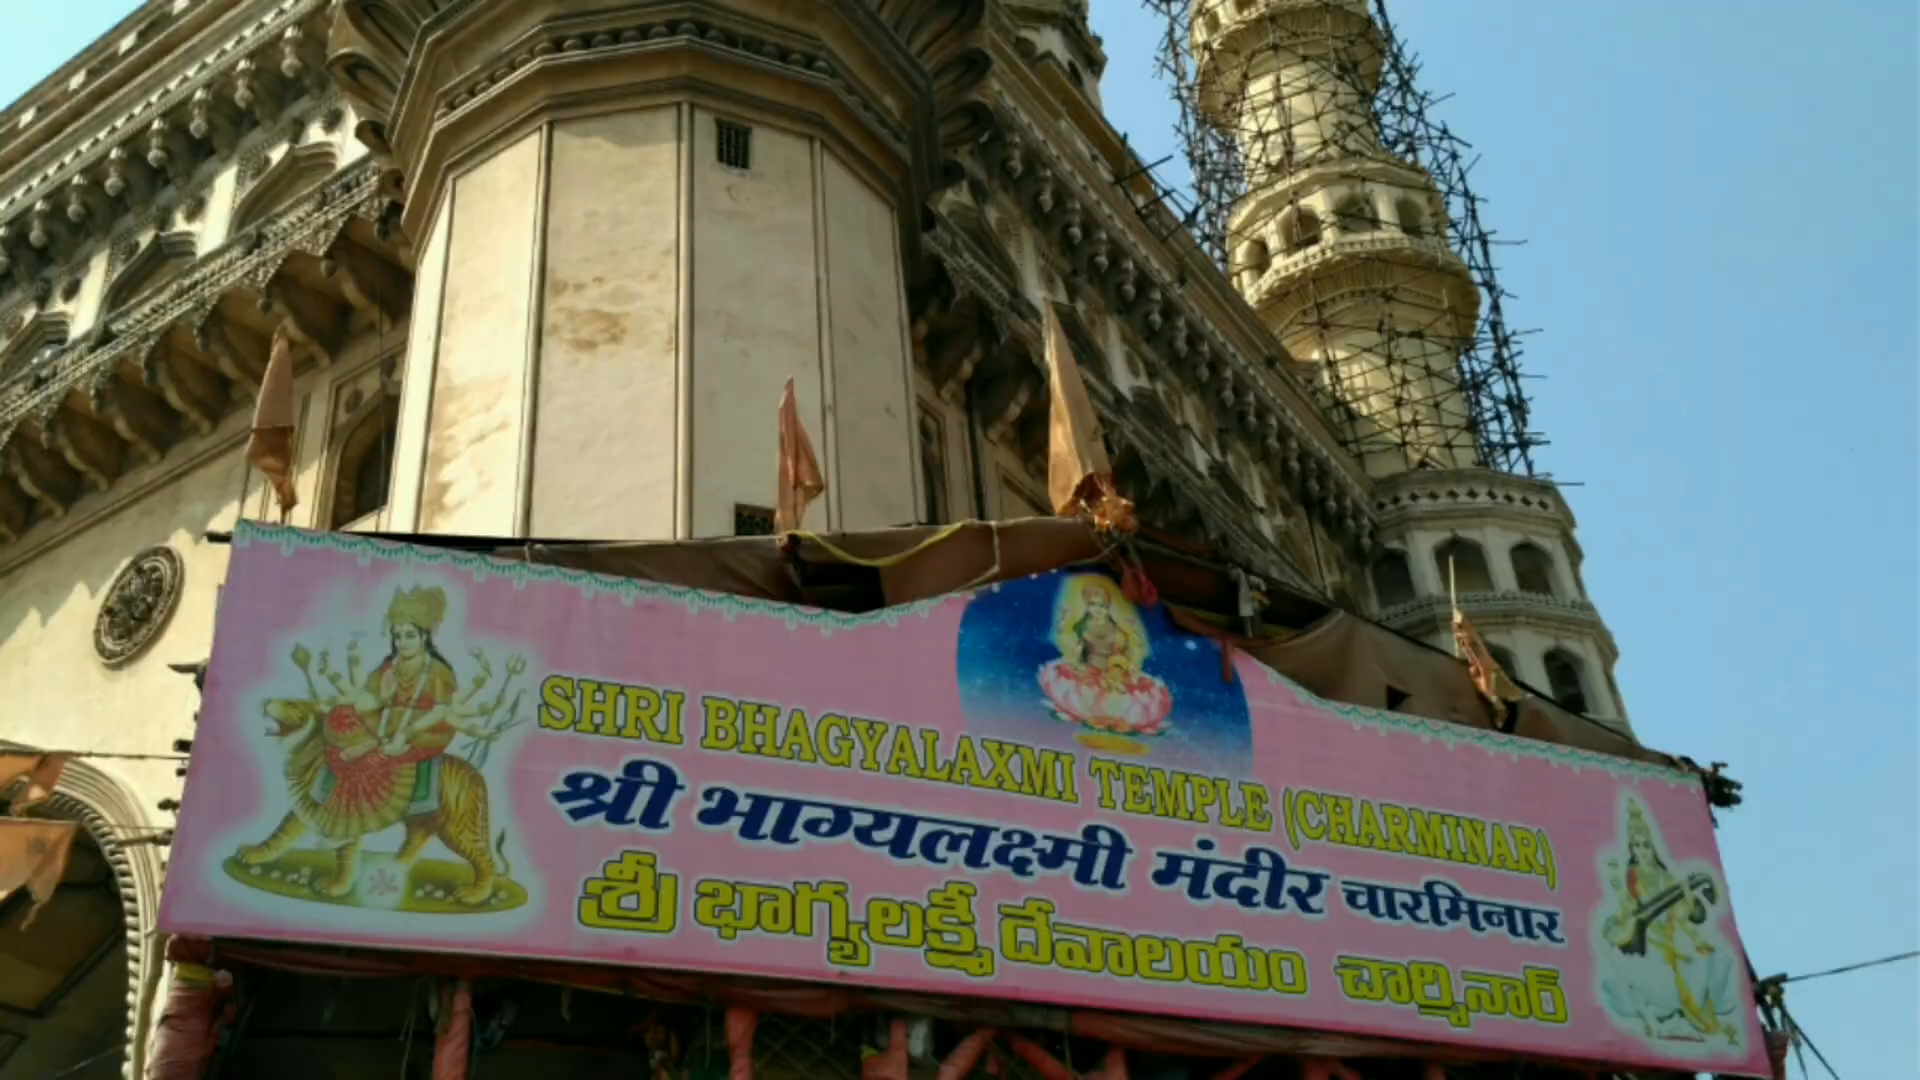 SHRI BHAGYALAXMI TEMPLE (CHARMINAR)
श्री भाग्यलक्ष्मी मंदीर चारमिनार
శ్రీ భాగ్యలక్ష్మీ దేవాలయం చార్మినార్